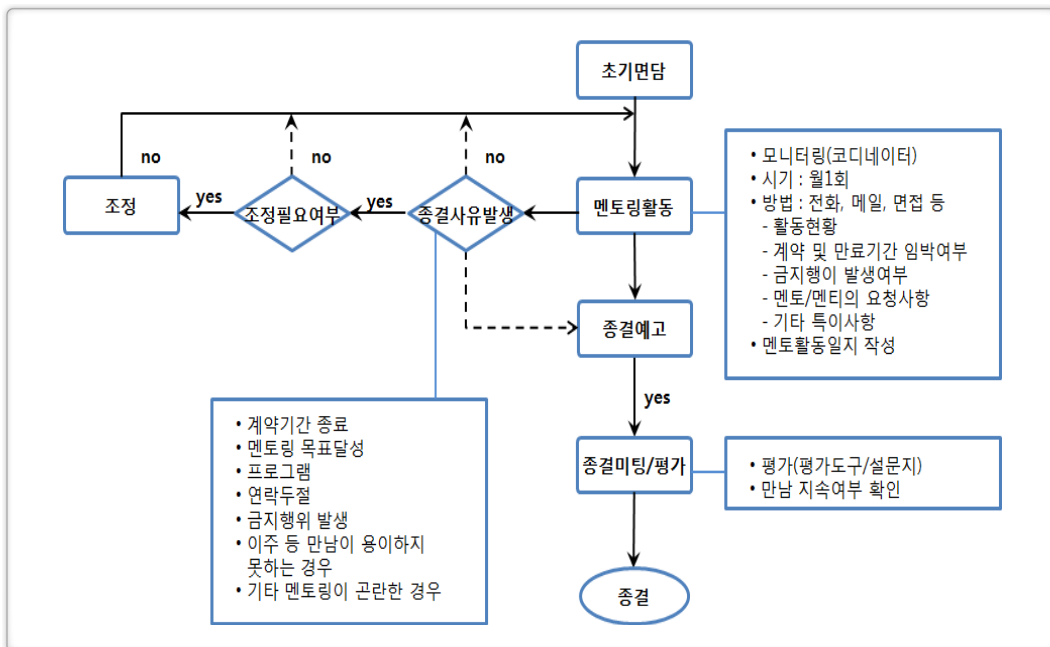 초기면담
no
no
no
• 모니터링(코디네이터)
• 시기 : 월1회
• 방법 : 전화, 메일, 면접 등
- 활동현황
- 계약 및 만료기간 임박여부
- 금지행이 발생여부
- 멘토/멘티의 요청사항
- 기타 특이사항
• 멘토활동일지 작성
조정
yes
조정필요여부
yes
종결사유발생
멘토링활동
종결예고
yes
• 계약기간 종료
• 멘토링 목표달성
• 프로그램
• 연락두절
• 금지행위 발생
• 이주 등 만남이 용이하지
못하는 경우
• 기타 멘토링이 곤란한 경우
종결미팅/평가
• 평가(평가도구/설문지)
• 만남 지속여부 확인
종결